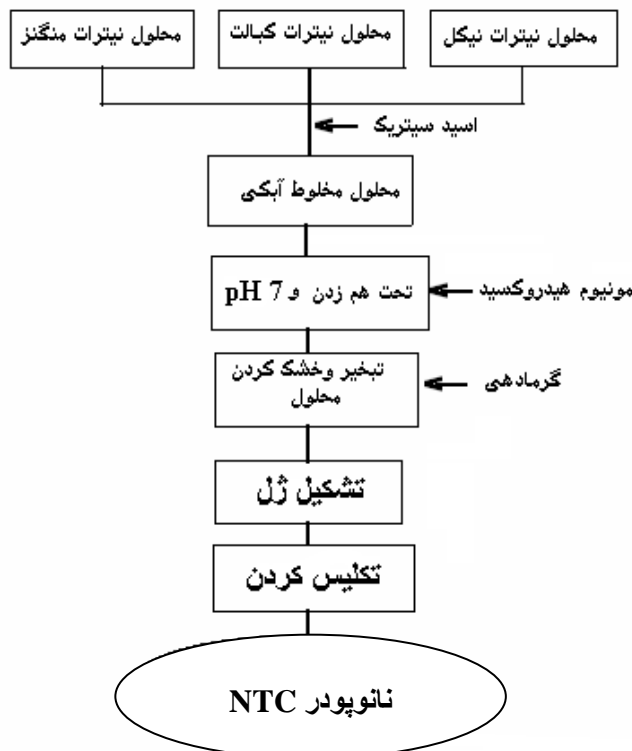 محلول نیترات نیکل
محلول نیترات کبالت
محلول نیترات منگنز
اسید سیتریک
محلول مخلوط آبکی
تحت هم زدن و pH 7
مونیوم هیدروکسید
تبخیر وخشک کردن
محلول
گرمادهی
تشکیل ژل
تکلیس کردن
نانوپودر NTC